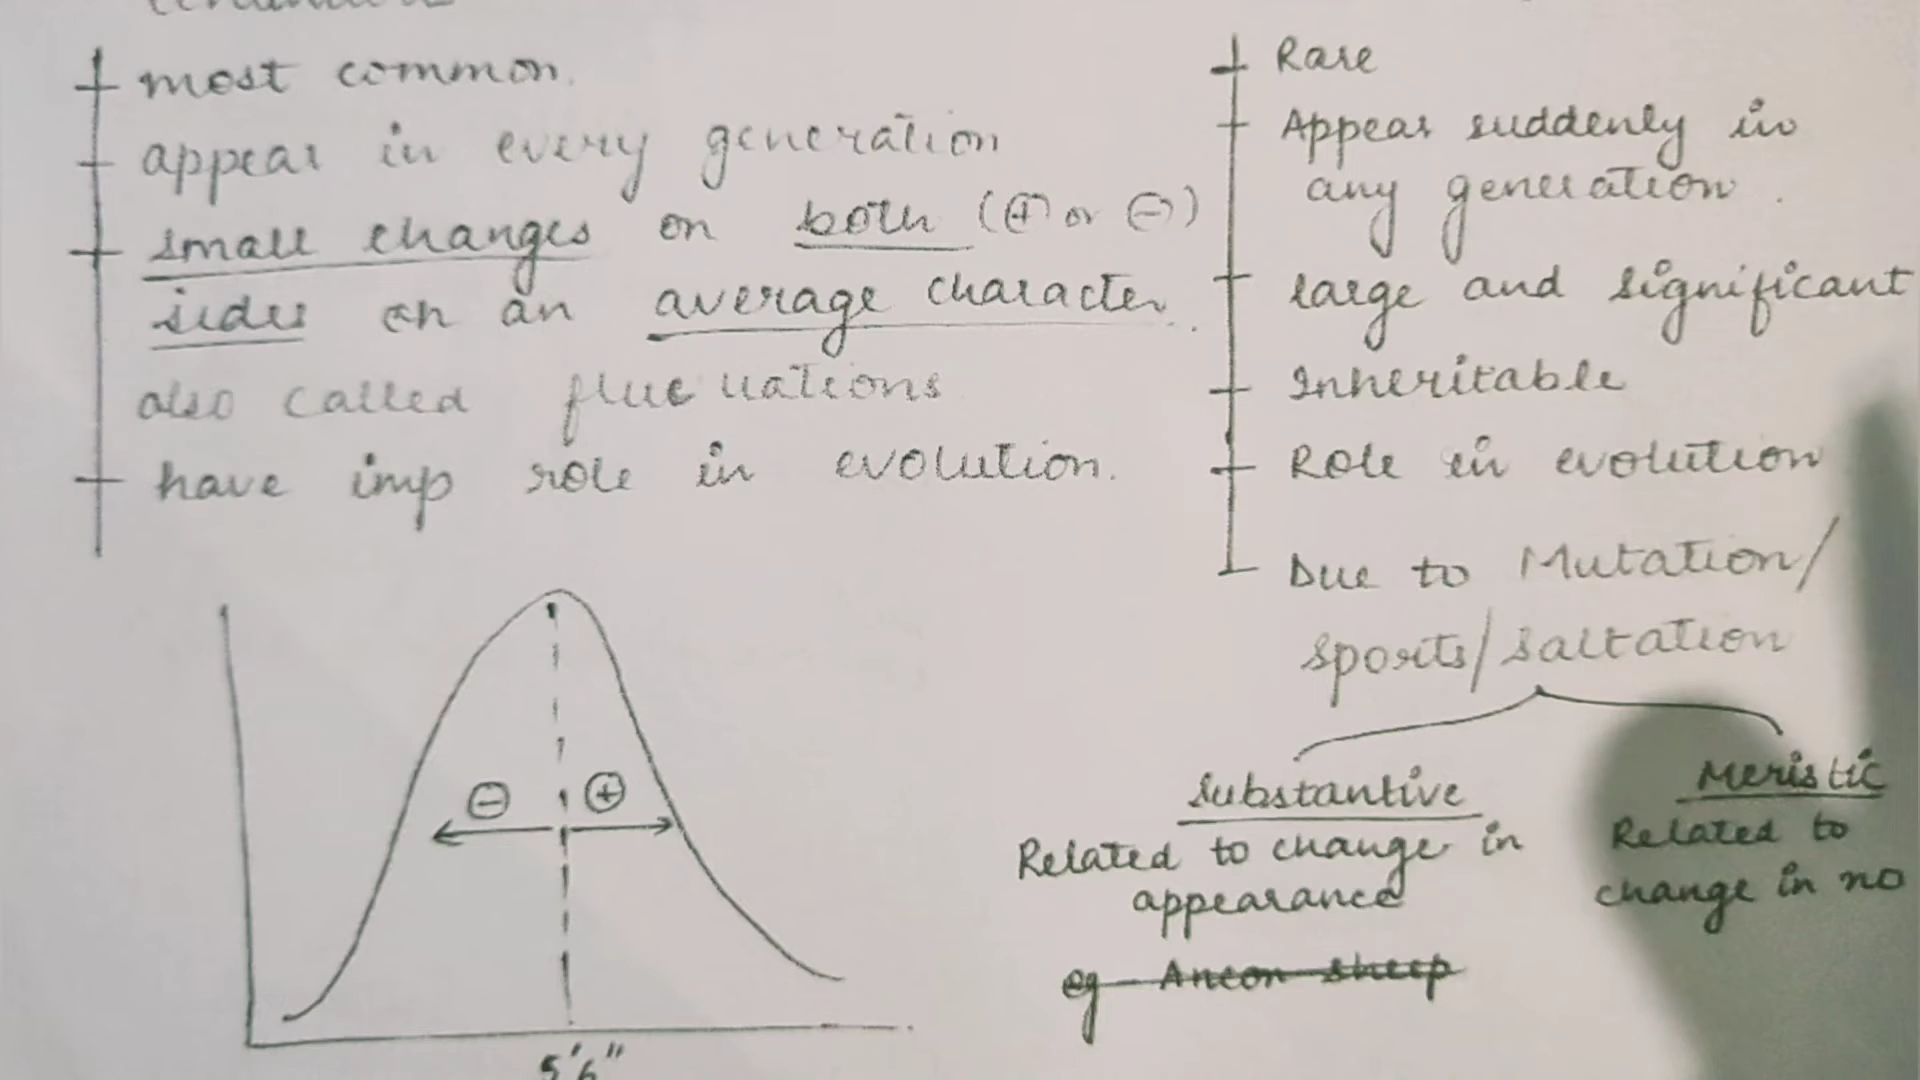 most common.
appear in every generation
small changes on both (⊕ or ⊖)
sides on an average character.
also called fluctuations
have imp role in evolution.
⊖ ⊕
5'6"
Rare
Appear suddenly in
any generation.
large and significant
Inheritable
Role in evolution
Due to Mutation/
sports/saltation
substantive
Related to change in
appearance
eg Ancon sheep
Meristic
Related to
change in no